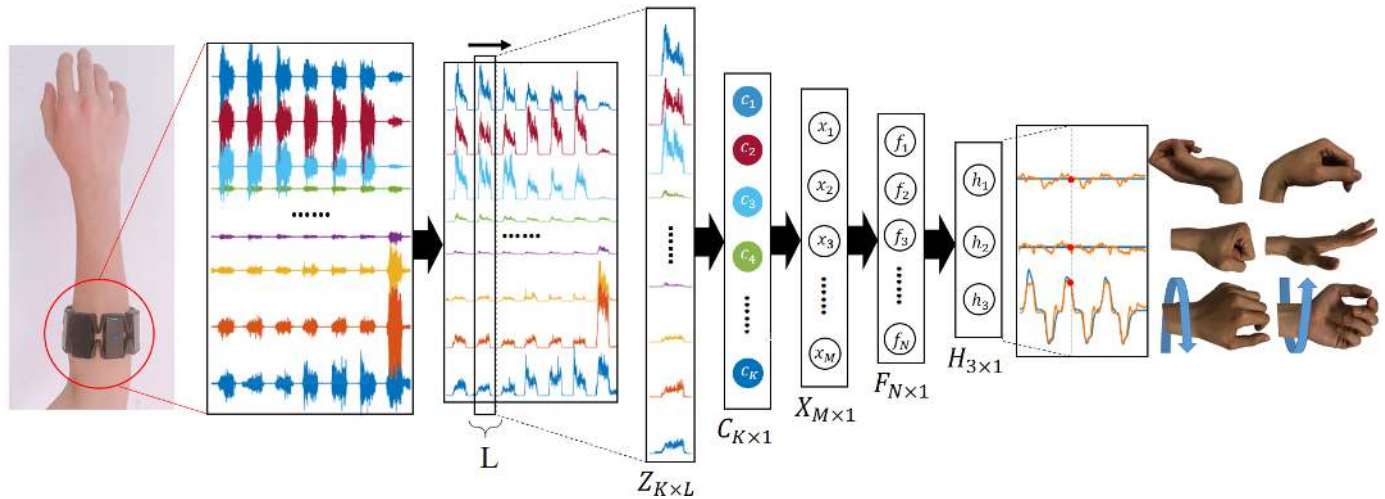 L
Z_{K×L}
c_1
c_2
c_3
c_4
c_K
C_{K×1}
x_1
x_2
x_3
x_M
X_{M×1}
f_1
f_2
f_3
f_N
F_{N×1}
h_1
h_2
h_3
H_{3×1}